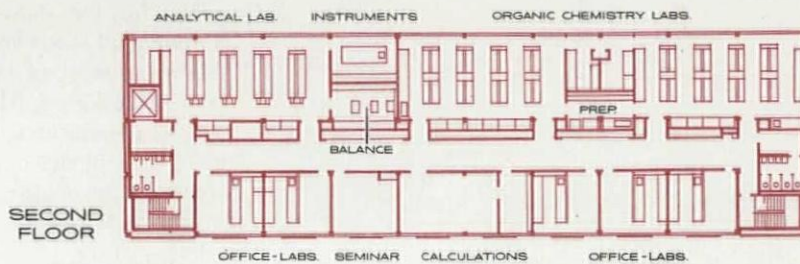 ANALYTICAL LAB. INSTRUMENTS ORGANIC CHEMISTRY LABS.
PREP.
BALANCE
SECOND
FLOOR
OFFICE-LABS. SEMINAR CALCULATIONS OFFICE-LABS.